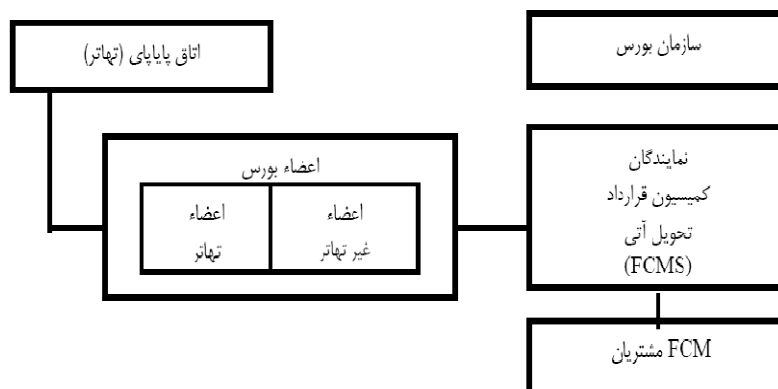 سازمان بورس
اتاق پایاپای (تهاتر)
اعضاء بورس
اعضاء
غیر تهاتر
اعضاء
تهاتر
نمایندگان
کمیسیون قرارداد
تحویل آتی
(FCMS)
مشتریان FCM